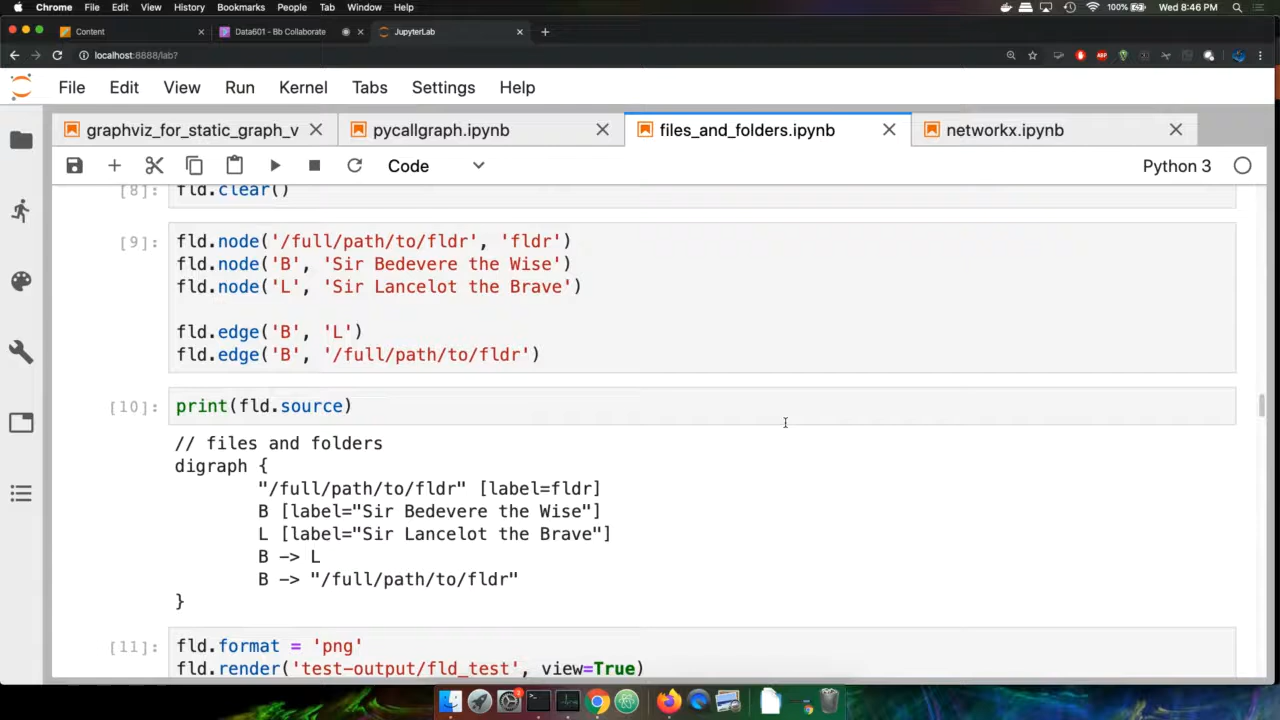 Chrome File Edit View History Bookmarks People Tab Window Help 100% Wed 8:46 PM
Content Data601 - Bb Collaborate JupyterLab
localhost:8888/lab?
File Edit View Run Kernel Tabs Settings Help
graphviz_for_static_graph_v pycallgraph.ipynb files_and_folders.ipynb networkx.ipynb
Code Python 3
[8]: fld.clear()
[9]: fld.node('/full/path/to/fldr', 'fldr')
fld.node('B', 'Sir Bedevere the Wise')
fld.node('L', 'Sir Lancelot the Brave')
fld.edge('B', 'L')
fld.edge('B', '/full/path/to/fldr')
[10]: print(fld.source)
// files and folders
digraph {
"/full/path/to/fldr" [label=fldr]
B [label="Sir Bedevere the Wise"]
L [label="Sir Lancelot the Brave"]
B -> L
B -> "/full/path/to/fldr"
}
[11]: fld.format = 'png'
fld.render('test-output/fld_test', view=True)